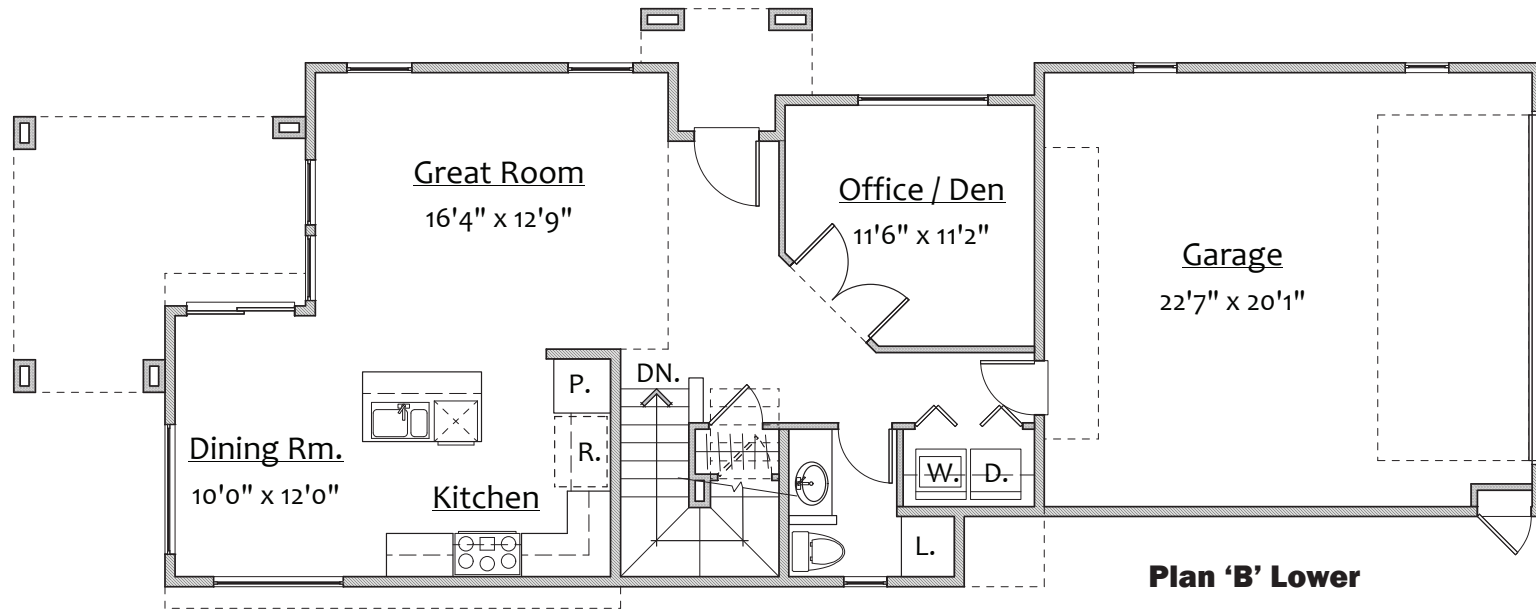 Great Room
16'4" x 12'9"
Office / Den
11'6" x 11'2"
Garage
22'7" x 20'1"
DN.
P.
R.
Dining Rm.
10'0" x 12'0"
Kitchen
W.
D.
L.
Plan ‘B’ Lower